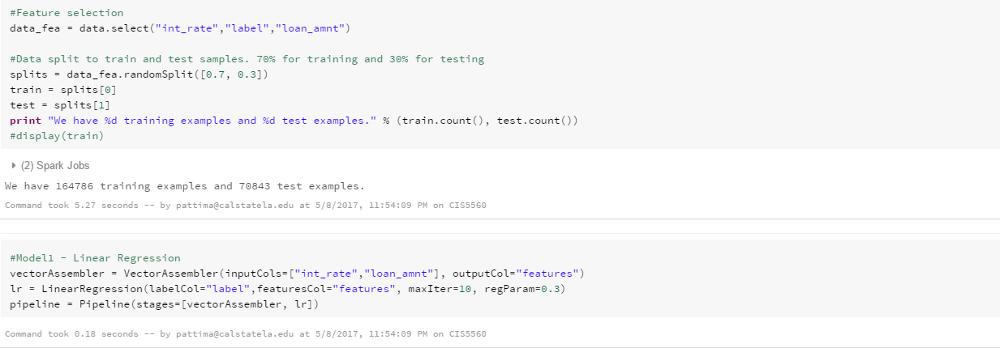 #Feature selection
data_fea = data.select("int_rate","label","loan_amnt")
#Data split to train and test samples. 70% for training and 30% for testing
splits = data_fea.randomSplit([0.7, 0.3])
train = splits[0]
test = splits[1]
print "We have %d training examples and %d test examples." % (train.count(), test.count())
#display(train)
(2) Spark Jobs
We have 164786 training examples and 70843 test examples.
Command took 5.27 seconds -- by pattima@calstatela.edu at 5/8/2017, 11:54:09 PM on CIS5560
#Model1 - Linear Regression
vectorAssembler = VectorAssembler(inputCols=["int_rate","loan_amnt"], outputCol="features")
lr = LinearRegression(labelCol="label",featuresCol="features", maxIter=10, regParam=0.3)
pipeline = Pipeline(stages=[vectorAssembler, lr])
Command took 0.18 seconds -- by pattima@calstatela.edu at 5/8/2017, 11:54:09 PM on CIS5560